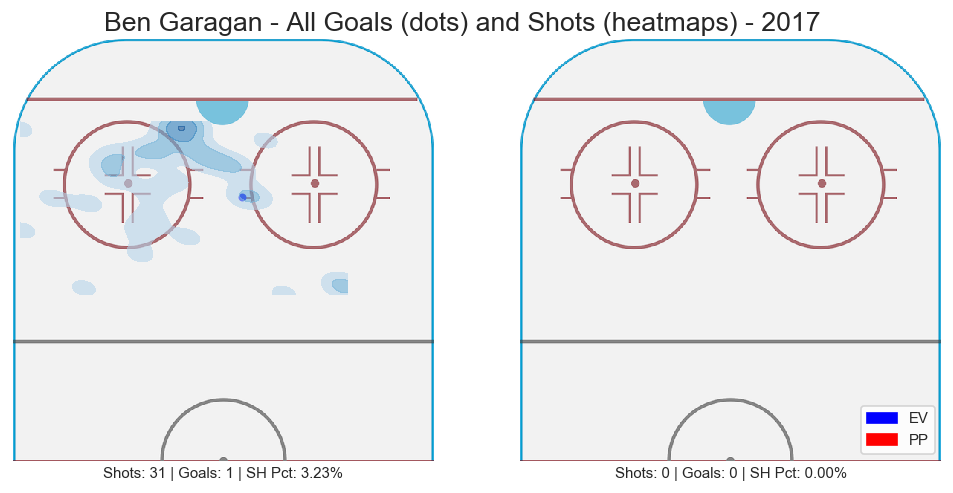 Ben Garagan - All Goals (dots) and Shots (heatmaps) - 2017
EV
PP
Shots: 31 | Goals: 1 | SH Pct: 3.23%
Shots: 0 | Goals: 0 | SH Pct: 0.00%